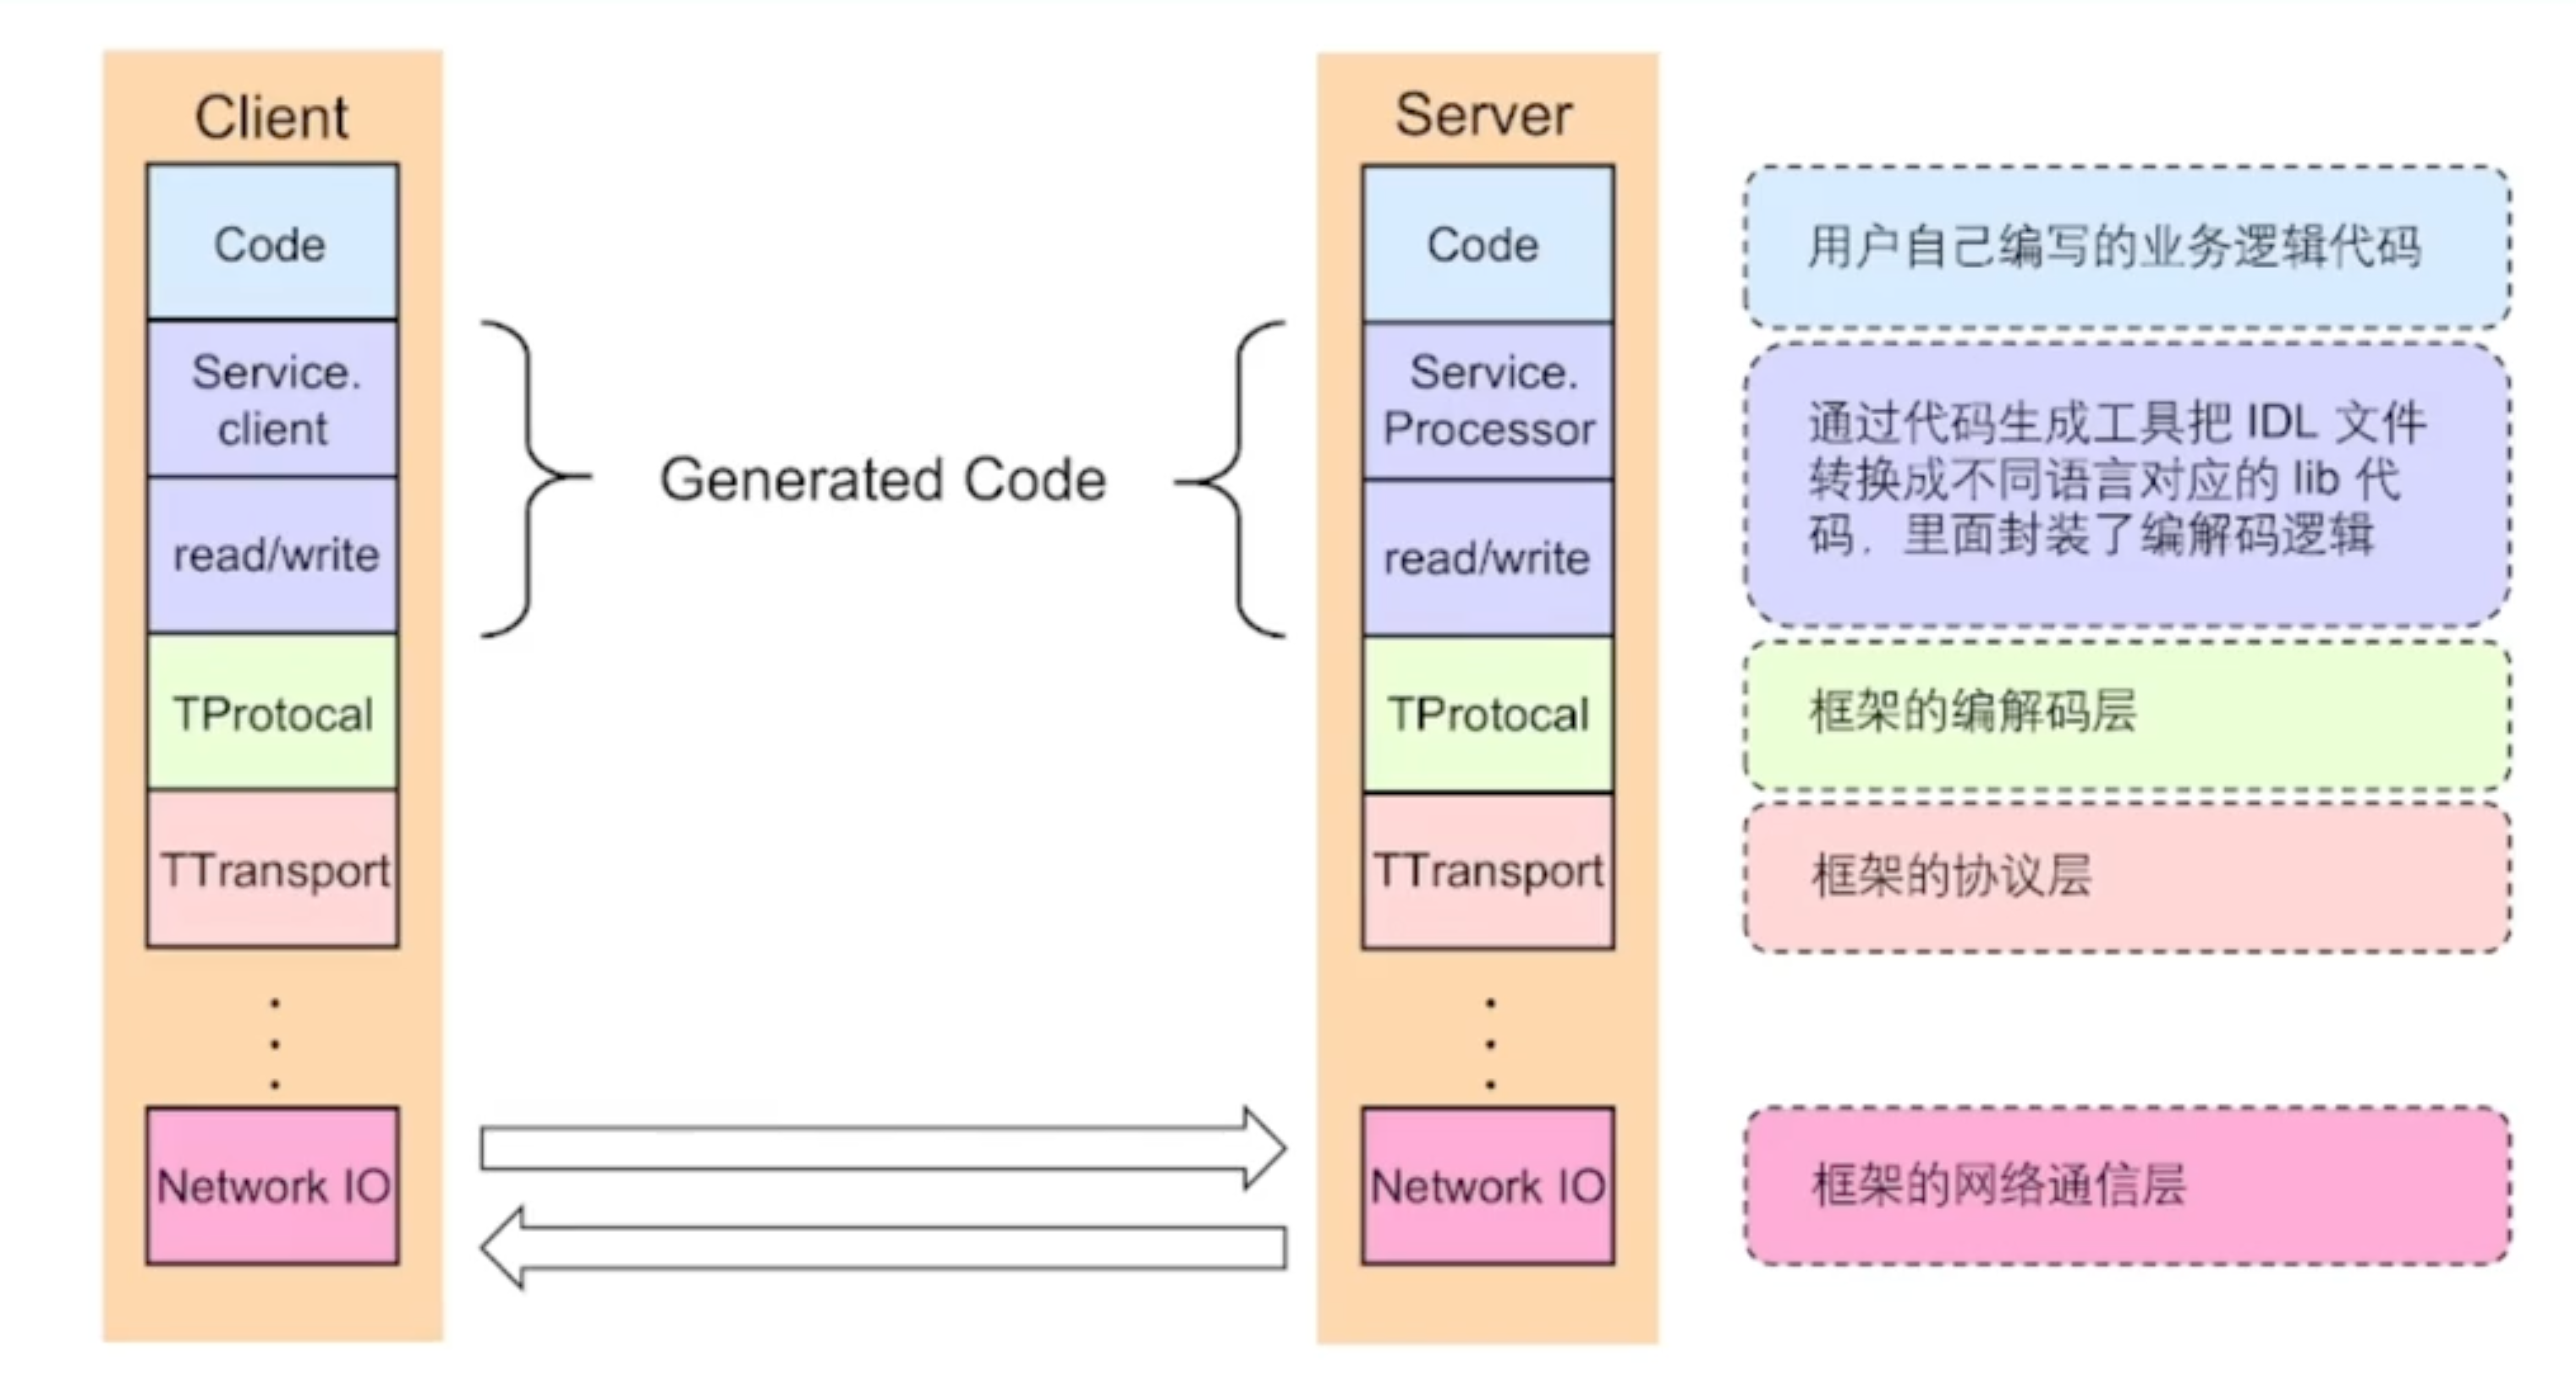 Client
Code
Service.
client
read/write
TProtocal
TTransport
Network IO
Generated Code
Server
Code
Service.
Processor
read/write
TProtocal
TTransport
Network IO
用户自己编写的业务逻辑代码
通过代码生成工具把 IDL 文件
转换成不同语言对应的 lib 代
码，里面封装了编解码逻辑
框架的编解码层
框架的协议层
框架的网络通信层